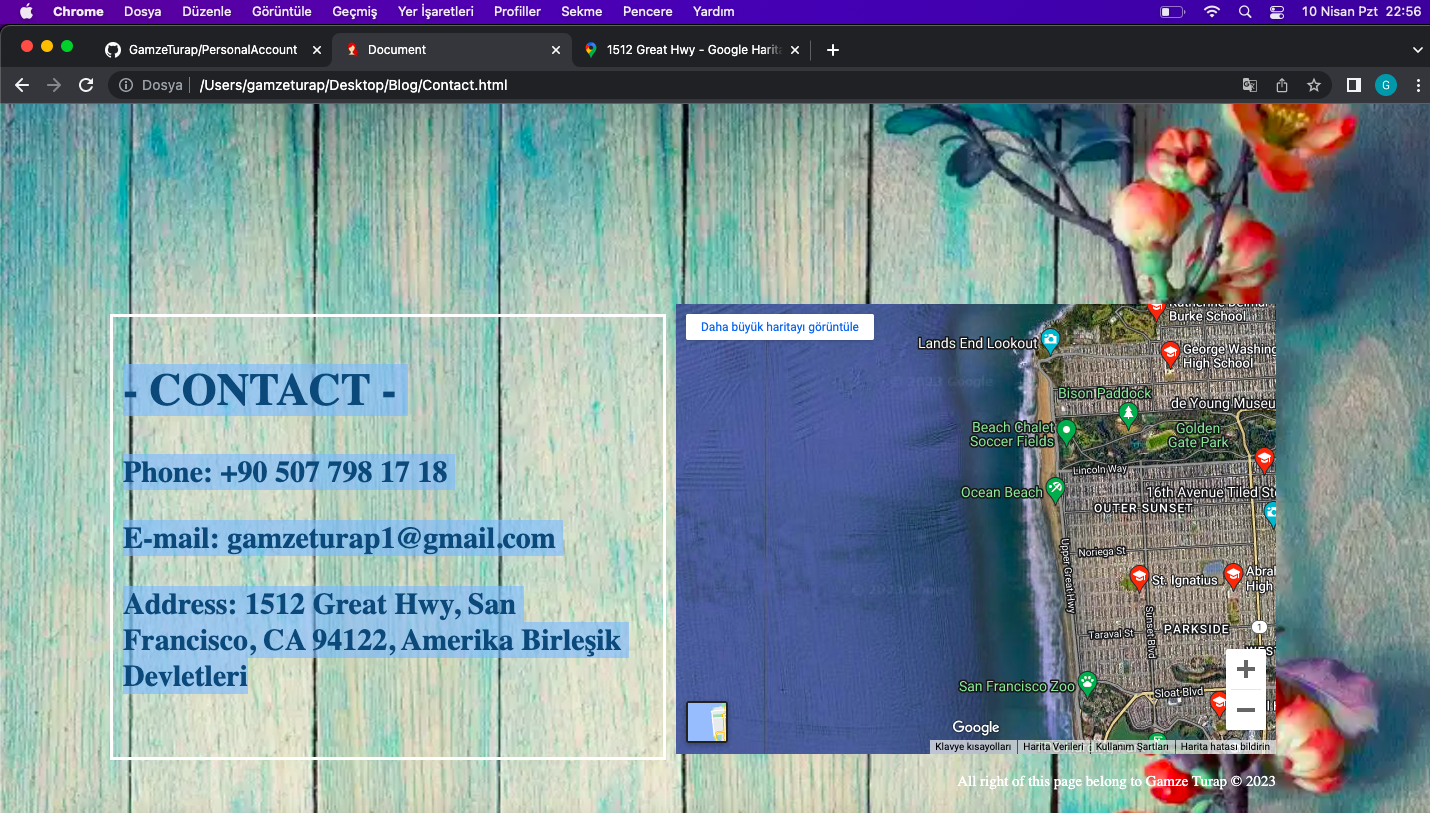 Chrome Dosya Düzenle Görüntüle Geçmiş Yer İşaretleri Profiller Sekme Pencere Yardım 10 Nisan Pzt 22:56
GamzeTurap/PersonalAccount Document 1512 Great Hwy - Google Harita
Dosya /Users/gamzeturap/Desktop/Blog/Contact.html G
- CONTACT -
Phone: +90 507 798 17 18
E-mail: gamzeturap1@gmail.com
Address: 1512 Great Hwy, San
Francisco, CA 94122, Amerika Birleşik
Devletleri
Daha büyük haritayı görüntüle
Burke School
Lands End Lookout
George Washing
High School
Bison Paddock
de Young Museu
Beach Chalet
Soccer Fields
Golden
Gate Park
Lincoln Way
Ocean Beach
16th Avenue Tiled Ste
OUTER SUNSET
Upper Great Hwy
Noriega St
St. Ignatius
Abra
High
Sunset Blvd
Taraval St
PARKSIDE
1
WES
San Francisco Zoo
Sloat Blvd
Google
Klavye kısayolları Harita Verileri Kullanım Şartları Harita hatası bildirin
All right of this page belong to Gamze Turap © 2023